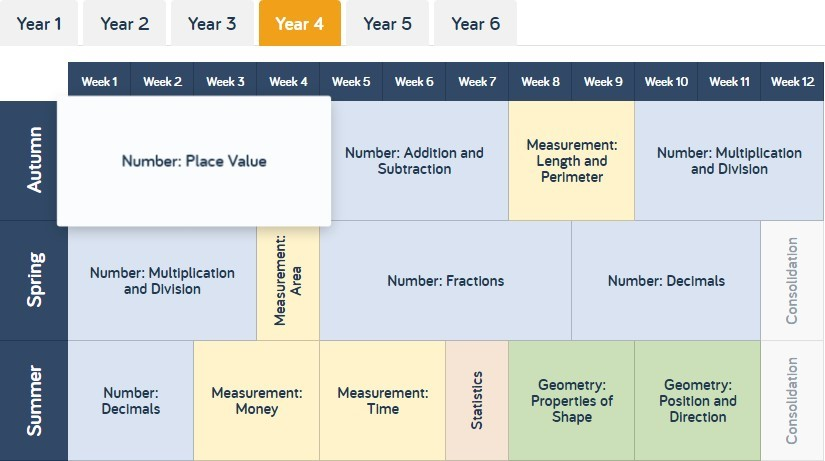 Year 1
Year 2
Year 3
Year 4
Year 5
Year 6
Week 1
Week 2
Week 3
Week 4
Week 5
Week 6
Week 7
Week 8
Week 9
Week 10
Week 11
Week 12
Autumn
Number: Place Value
Number: Addition and
Subtraction
Measurement:
Length and
Perimeter
Number: Multiplication
and Division
Spring
Number: Multiplication
and Division
Measurement:
Area
Number: Fractions
Number: Decimals
Consolidation
Summer
Number:
Decimals
Measurement:
Money
Measurement:
Time
Statistics
Geometry:
Properties of
Shape
Geometry:
Position and
Direction
Consolidation